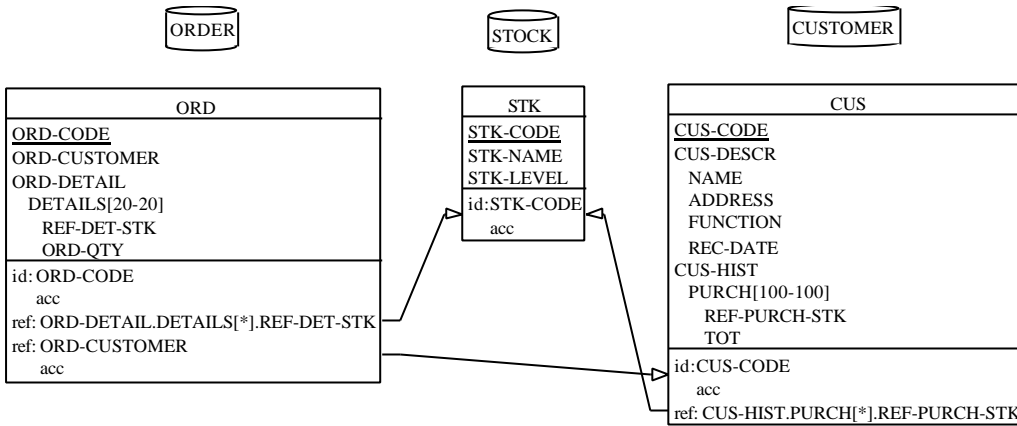 ORDER
STOCK
CUSTOMER
ORD
ORD-CODE
ORD-CUSTOMER
ORD-DETAIL
DETAILS[20-20]
REF-DET-STK
ORD-QTY
id: ORD-CODE
acc
ref: ORD-DETAIL.DETAILS[*].REF-DET-STK
ref: ORD-CUSTOMER
acc
STK
STK-CODE
STK-NAME
STK-LEVEL
id:STK-CODE
acc
CUS
CUS-CODE
CUS-DESCR
NAME
ADDRESS
FUNCTION
REC-DATE
CUS-HIST
PURCH[100-100]
REF-PURCH-STK
TOT
id:CUS-CODE
acc
ref: CUS-HIST.PURCH[*].REF-PURCH-STK